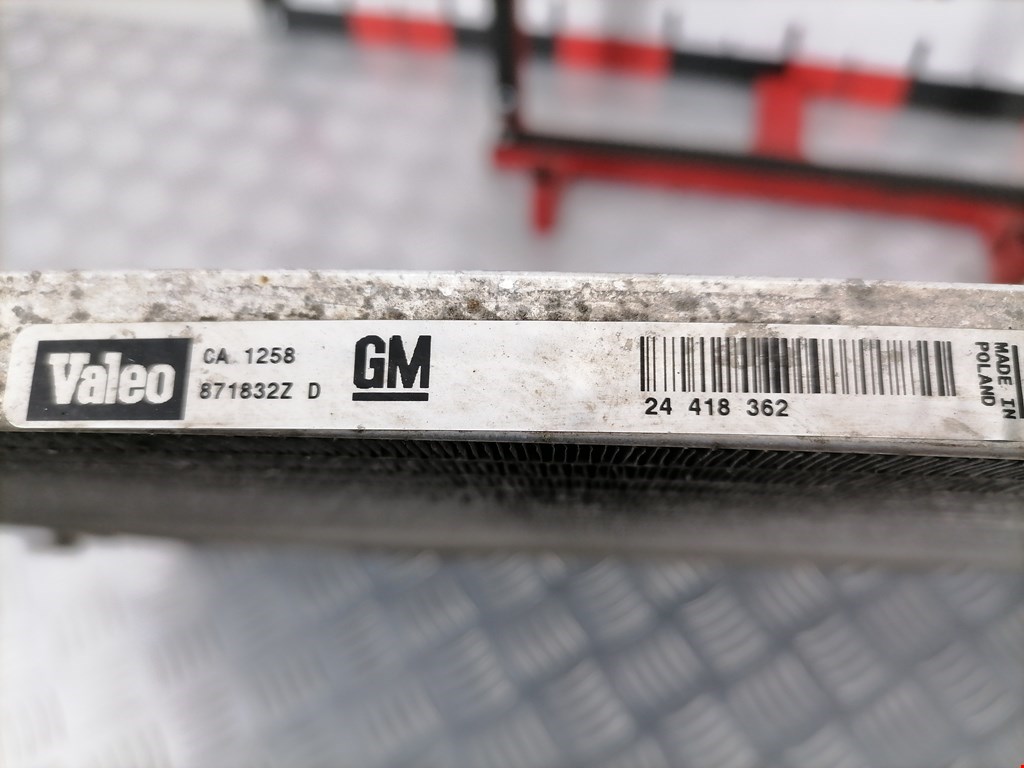 Valeo
CA. 1258
871832Z D
GM
24 418 362
MADE IN
POLAND